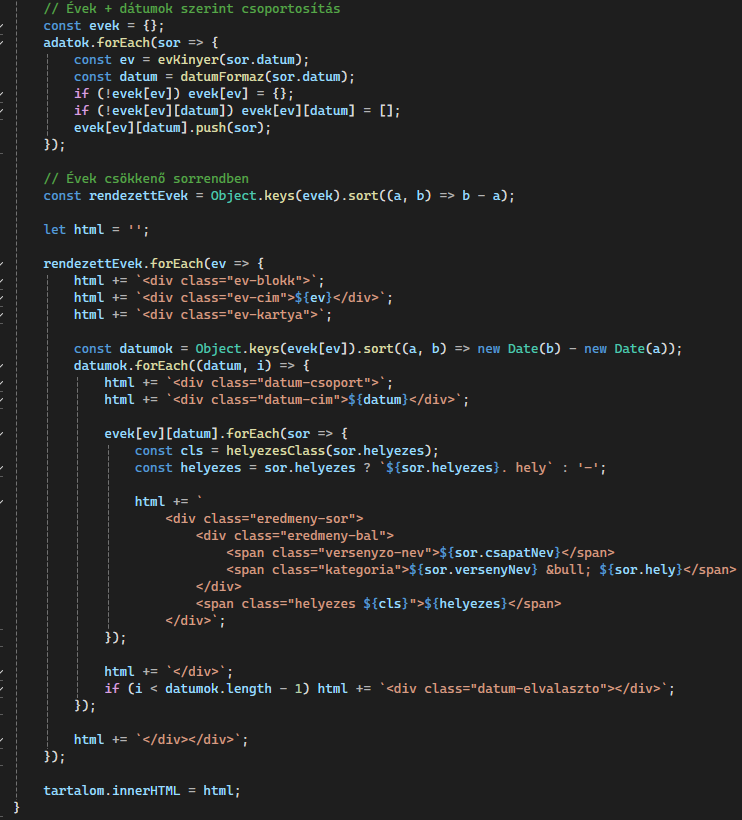 // Évek + dátumok szerint csoportosítás
const evek = {};
adatok.forEach(sor => {
const ev = evKinyer(sor.datum);
const datum = datumFormaz(sor.datum);
if (!evek[ev]) evek[ev] = {};
if (!evek[ev][datum]) evek[ev][datum] = [];
evek[ev][datum].push(sor);
});
// Évek csökkenő sorrendben
const rendezettEvek = Object.keys(evek).sort((a, b) => b - a);
let html = '';
rendezettEvek.forEach(ev => {
html += `<div class="ev-blokk">`;
html += `<div class="ev-cim">${ev}</div>`;
html += `<div class="ev-kartya">`;
const datumok = Object.keys(evek[ev]).sort((a, b) => new Date(b) - new Date(a));
datumok.forEach((datum, i) => {
html += `<div class="datum-csoport">`;
html += `<div class="datum-cim">${datum}</div>`;
evek[ev][datum].forEach(sor => {
const cls = helyezesClass(sor.helyezes);
const helyezes = sor.helyezes ? `${sor.helyezes}. hely` : '-';
html += `
<div class="eredmeny-sor">
<div class="eredmeny-bal">
<span class="versenyzo-nev">${sor.csapatNev}</span>
<span class="kategoria">${sor.versenyNev} &bull; ${sor.hely}</span>
</div>
<span class="helyezes ${cls}">${helyezes}</span>
</div>`;
});
html += `</div>`;
if (i < datumok.length - 1) html += `<div class="datum-elvalaszto"></div>`;
});
html += `</div></div>`;
});
tartalom.innerHTML = html;
}